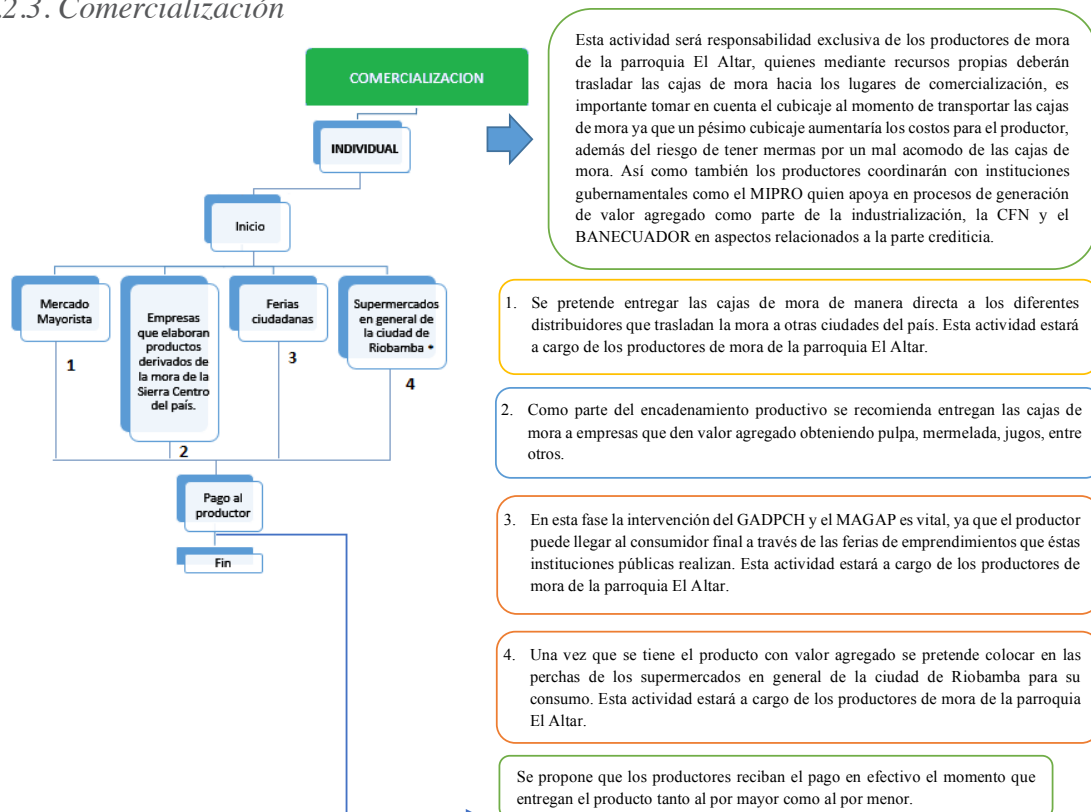 .2.3. Comercialización
COMERCIALIZACION
INDIVIDUAL
Inicio
Mercado
Mayorista
1
Empresas
que elaboran
productos
derivados de
la mora de la
Sierra Centro
del país.
2
Ferias
ciudadanas
3
Supermercados
en general de
la ciudad de
Riobamba *
4
Pago al
productor
Fin
Esta actividad será responsabilidad exclusiva de los productores de mora
de la parroquia El Altar, quienes mediante recursos propias deberán
trasladar las cajas de mora hacia los lugares de comercialización, es
importante tomar en cuenta el cubicaje al momento de transportar las cajas
de mora ya que un pésimo cubicaje aumentaría los costos para el productor,
además del riesgo de tener mermas por un mal acomodo de las cajas de
mora. Así como también los productores coordinarán con instituciones
gubernamentales como el MIPRO quien apoya en procesos de generación
de valor agregado como parte de la industrialización, la CFN y el
BANECUADOR en aspectos relacionados a la parte crediticia.
1. Se pretende entregar las cajas de mora de manera directa a los diferentes
distribuidores que trasladan la mora a otras ciudades del país. Esta actividad estará
a cargo de los productores de mora de la parroquia El Altar.
2. Como parte del encadenamiento productivo se recomienda entregan las cajas de
mora a empresas que den valor agregado obteniendo pulpa, mermelada, jugos, entre
otros.
3. En esta fase la intervención del GADPCH y el MAGAP es vital, ya que el productor
puede llegar al consumidor final a través de las ferias de emprendimientos que éstas
instituciones públicas realizan. Esta actividad estará a cargo de los productores de
mora de la parroquia El Altar.
4. Una vez que se tiene el producto con valor agregado se pretende colocar en las
perchas de los supermercados en general de la ciudad de Riobamba para su
consumo. Esta actividad estará a cargo de los productores de mora de la parroquia
El Altar.
Se propone que los productores reciban el pago en efectivo el momento que
entregan el producto tanto al por mayor como al por menor.